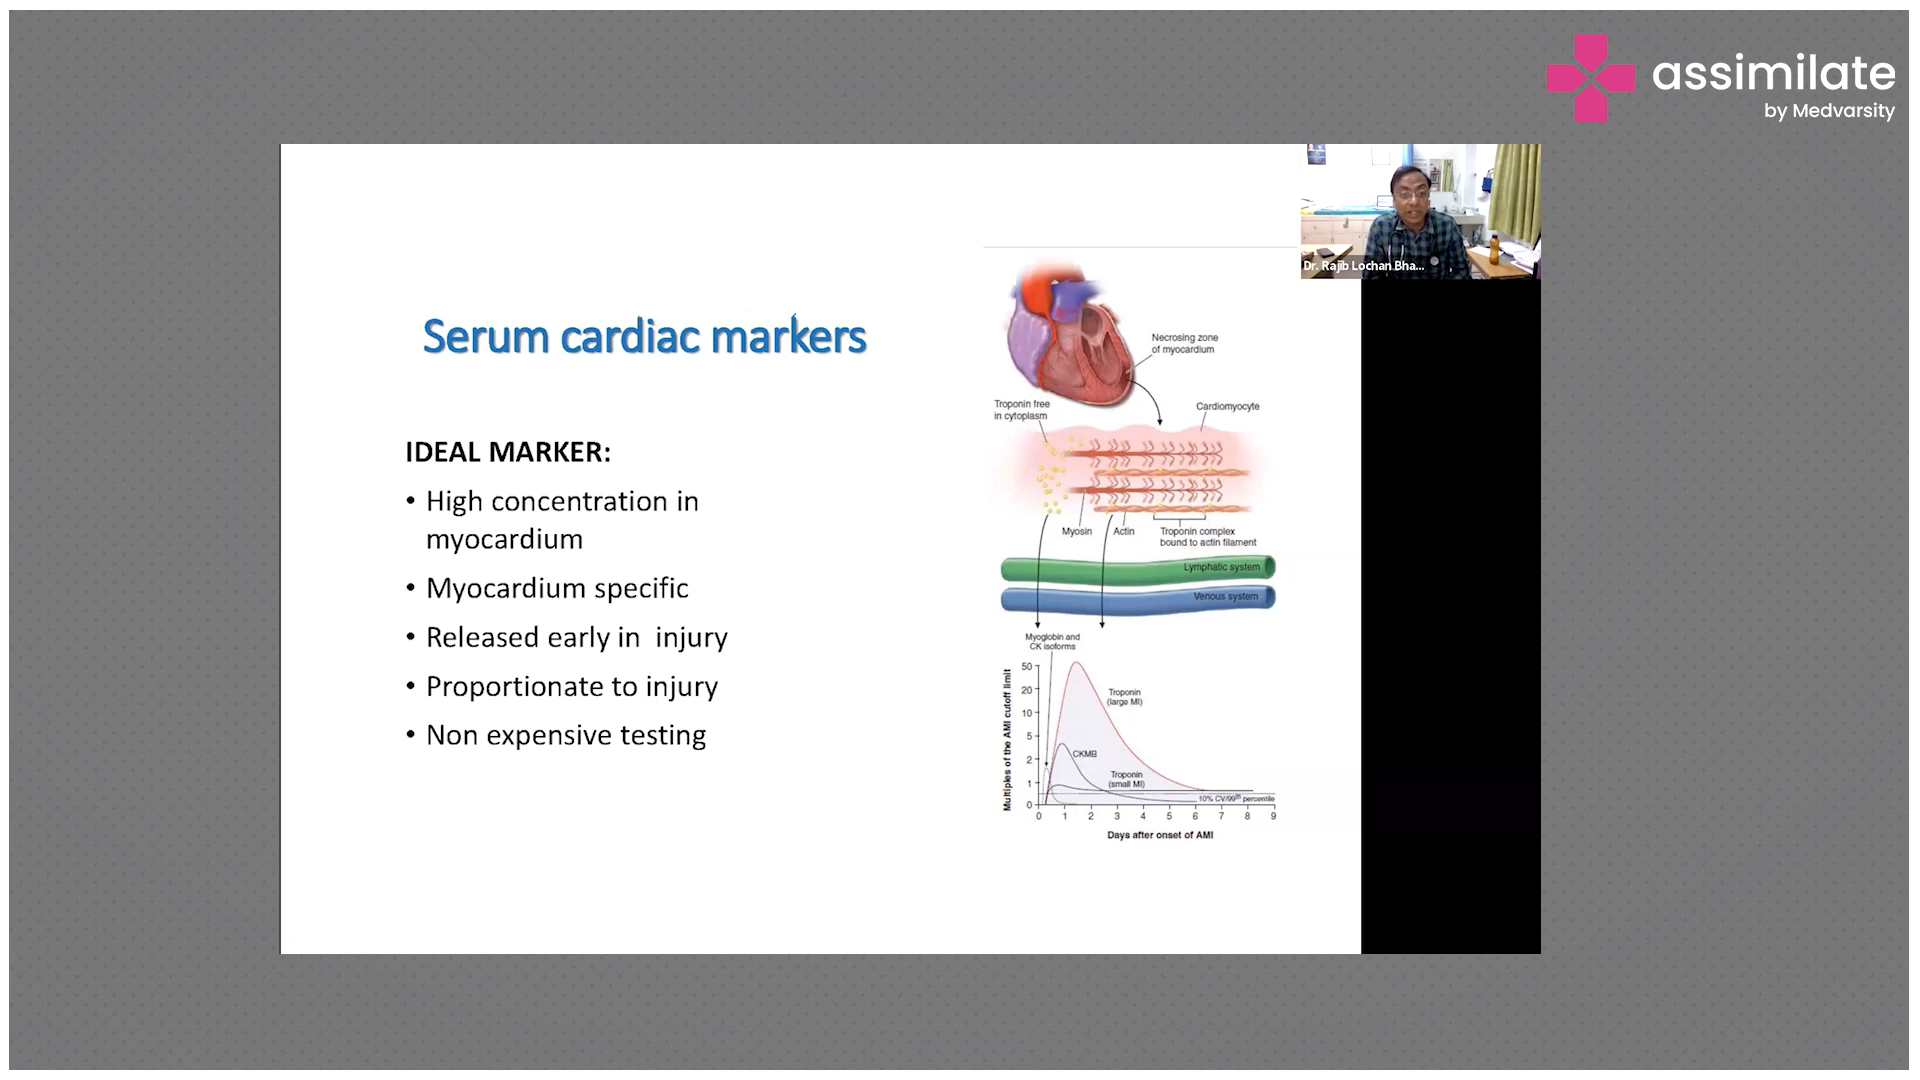 assimilate
by Medvarsity
Dr. Rajib Lochan Bha...
Serum cardiac markers
IDEAL MARKER:
• High concentration in
myocardium
• Myocardium specific
• Released early in injury
• Proportionate to injury
• Non expensive testing
Necrosing zone
of myocardium
Troponin free
in cytoplasm
Cardiomyocyte
Myosin
Actin
Troponin complex
bound to actin filament
Lymphatic system
Venous system
Myoglobin and
CK isoforms
Multiples of the AMI cutoff limit
50
20
10
5
2
1
0
Troponin
(large MI)
CKMB
Troponin
(small MI)
10% CV/99th percentile
0 1 2 3 4 5 6 7 8 9
Days after onset of AMI